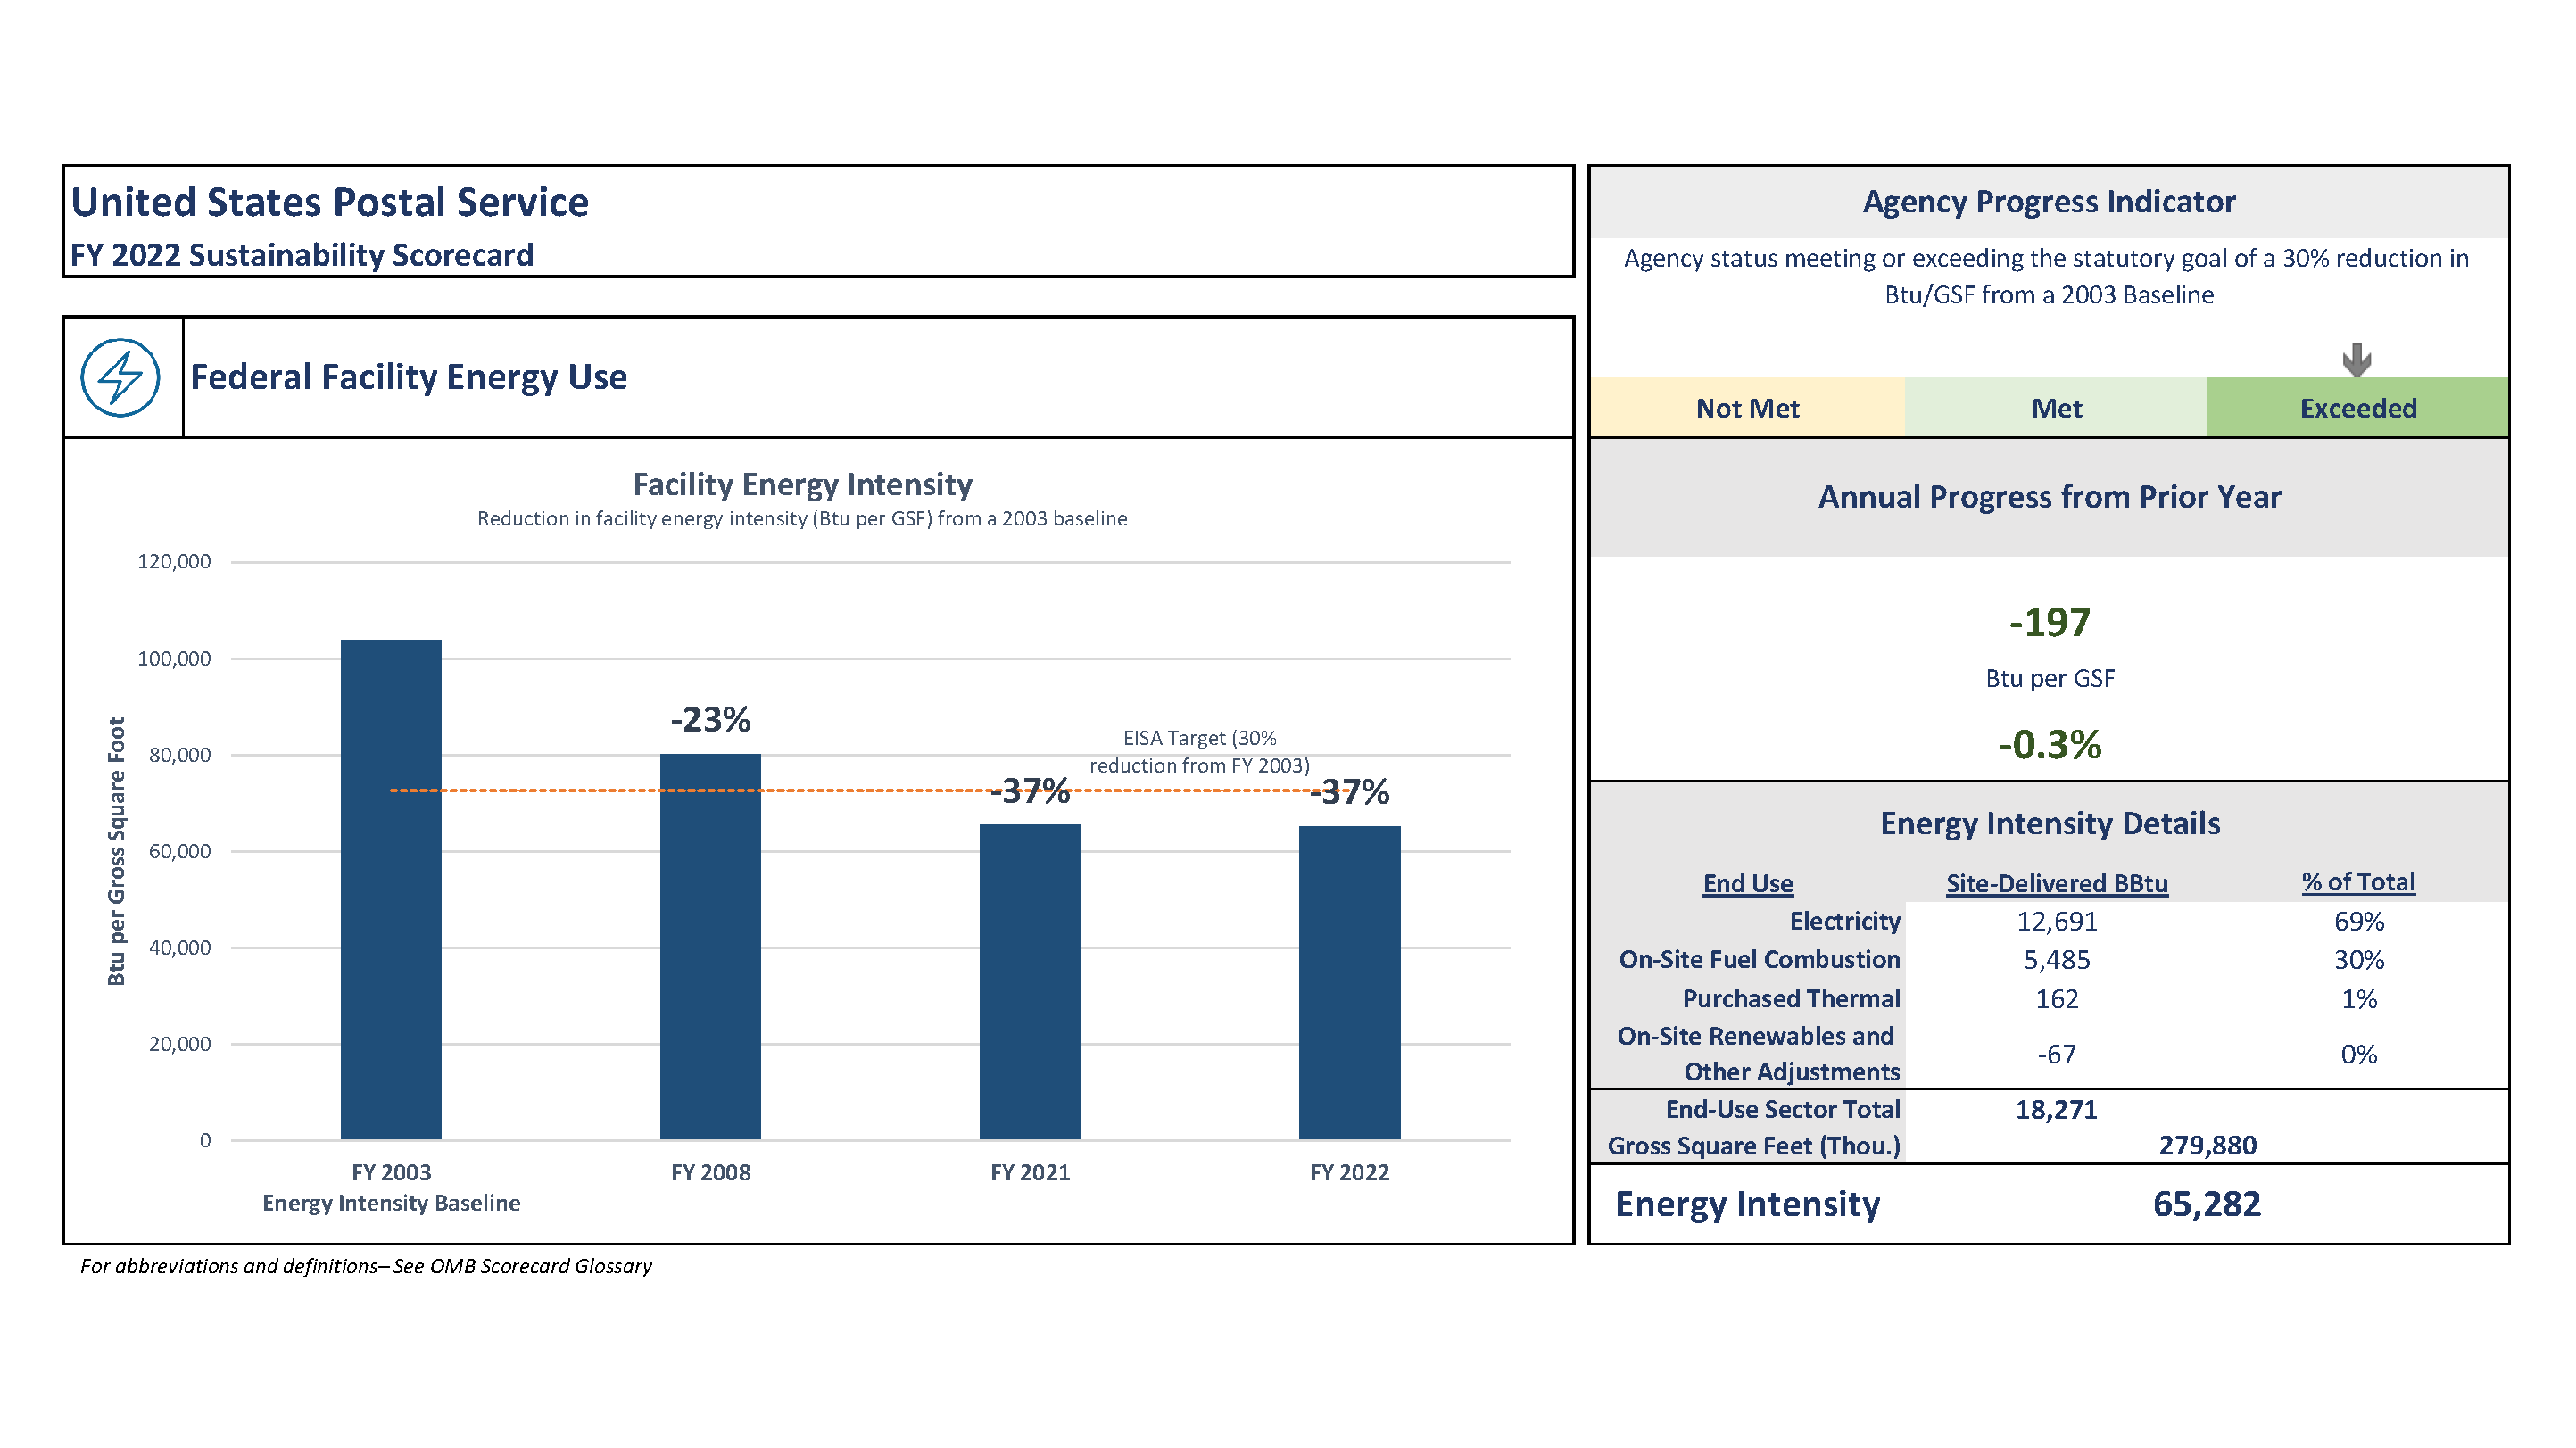 United States Postal Service
FY 2022 Sustainability Scorecard
Federal Facility Energy Use
Facility Energy Intensity
Reduction in facility energy intensity (Btu per GSF) from a 2003 baseline
Btu per Gross Square Foot
120,000
100,000
80,000
60,000
40,000
20,000
0
-23%
-37%
-37%
EISA Target (30%
reduction from FY 2003)
FY 2003
Energy Intensity Baseline
FY 2008
FY 2021
FY 2022
For abbreviations and definitions– See OMB Scorecard Glossary
Agency Progress Indicator
Agency status meeting or exceeding the statutory goal of a 30% reduction in
Btu/GSF from a 2003 Baseline
Not Met Met Exceeded
Annual Progress from Prior Year
-197
Btu per GSF
-0.3%
Energy Intensity Details
End Use Site-Delivered BBtu % of Total
Electricity 12,691 69%
On-Site Fuel Combustion 5,485 30%
Purchased Thermal 162 1%
On-Site Renewables and
Other Adjustments -67 0%
End-Use Sector Total 18,271
Gross Square Feet (Thou.) 279,880
Energy Intensity 65,282